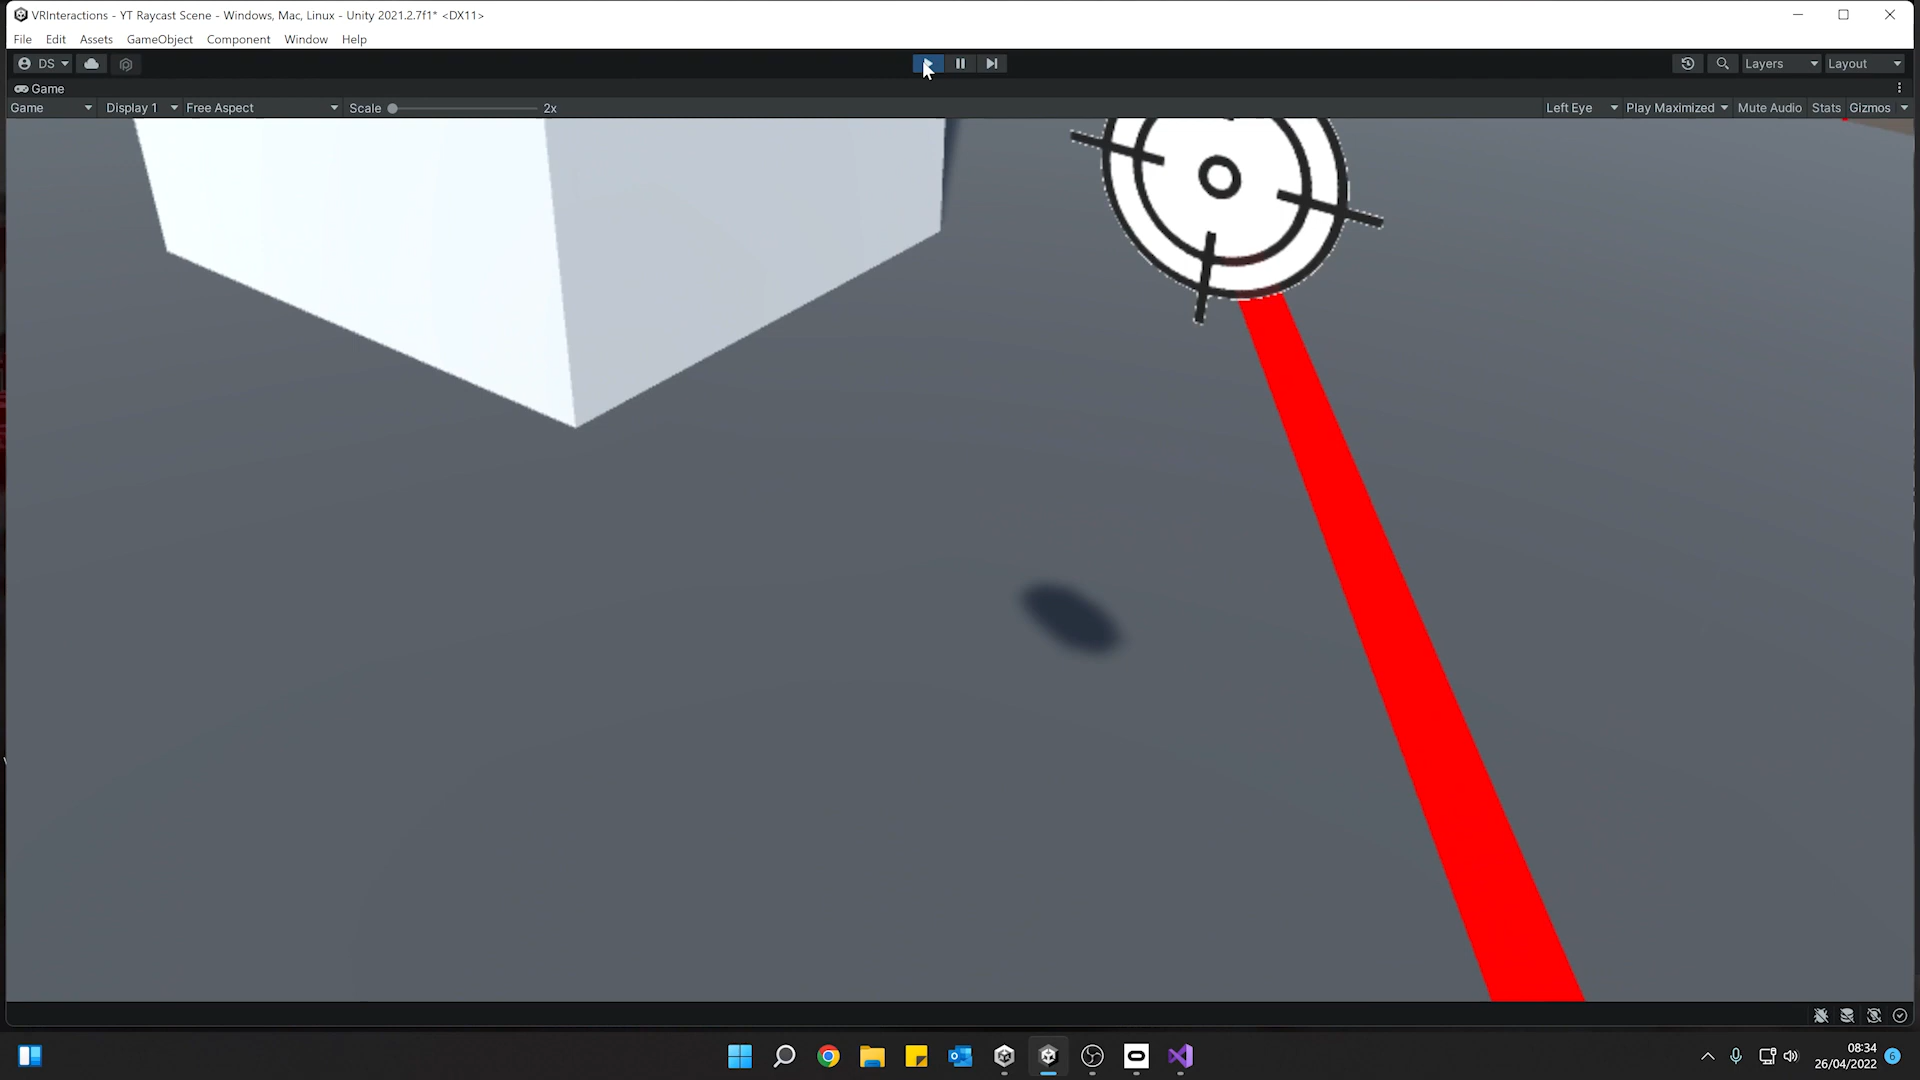 VRInteractions - YT Raycast Scene - Windows, Mac, Linux - Unity 2021.2.7f1* <DX11>
File Edit Assets GameObject Component Window Help
DS Layers Layout
Game
Game Display 1 Free Aspect Scale 2x Left Eye Play Maximized Mute Audio Stats Gizmos
08:34
26/04/2022 6